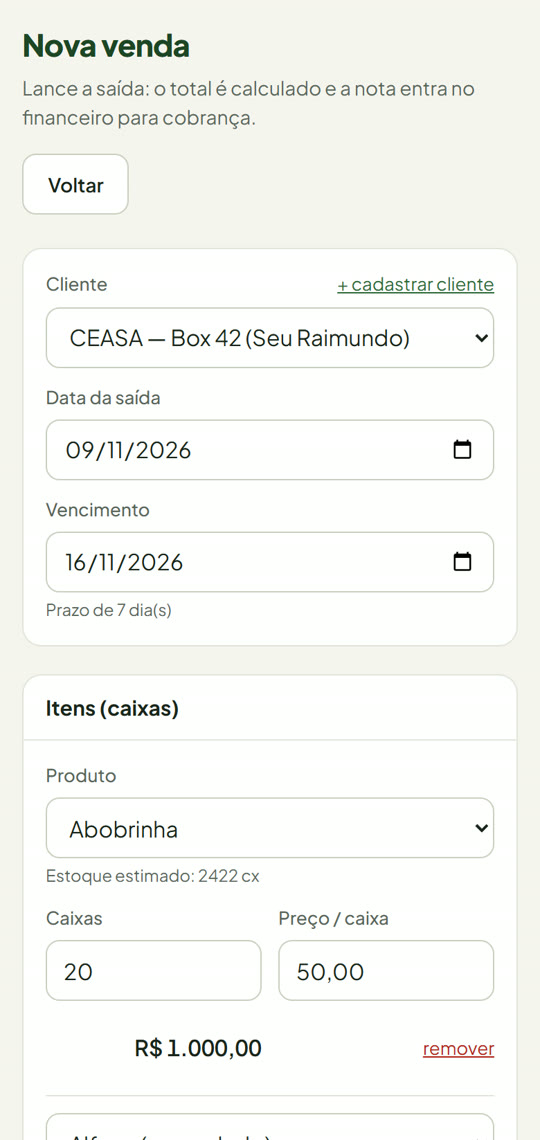 Nova venda
Lance a saída: o total é calculado e a nota entra no
financeiro para cobrança.
Voltar
Cliente
+ cadastrar cliente
CEASA — Box 42 (Seu Raimundo)
Data da saída
09/11/2026
Vencimento
16/11/2026
Prazo de 7 dia(s)
Itens (caixas)
Produto
Abobrinha
Estoque estimado: 2422 cx
Caixas
Preço / caixa
20
50,00
R$ 1.000,00
remover